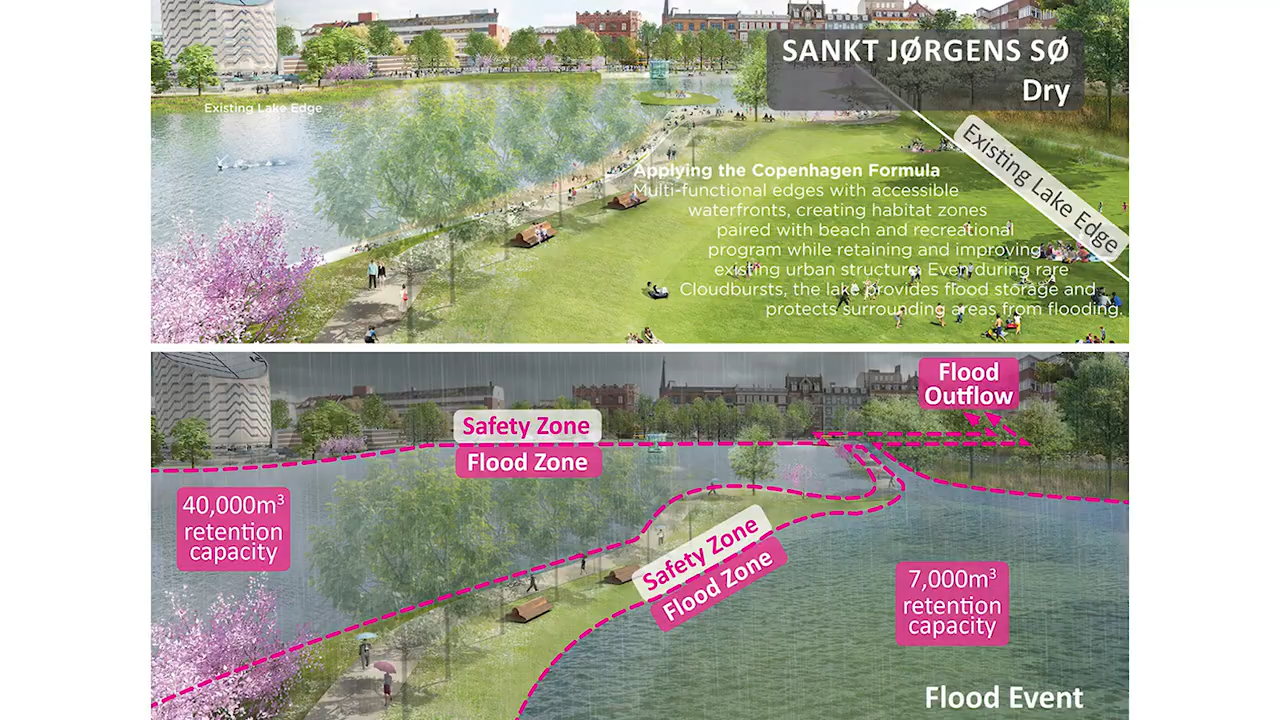 SANKT JØRGENS SØ
Dry
Existing Lake Edge
Existing Lake Edge
Applying the Copenhagen Formula
Multi-functional edges with accessible
waterfronts, creating habitat zones
paired with beach and recreational
program while retaining and improving
existing urban structure. Even during rare
Cloudbursts, the lake provides flood storage and
protects surrounding areas from flooding.
Flood
Outflow
Safety Zone
Flood Zone
40,000m³
retention
capacity
Safety Zone
Flood Zone
7,000m³
retention
capacity
Flood Event